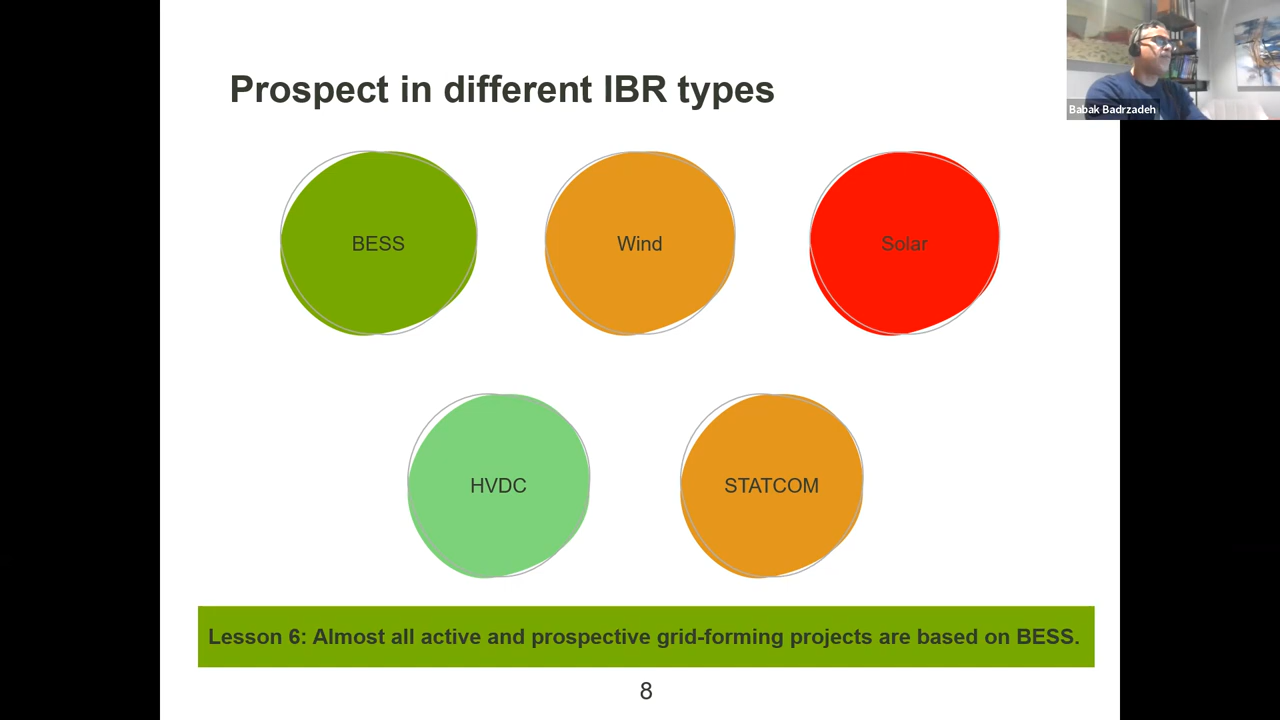 Prospect in different IBR types
Babak Badrzadeh
BESS
Wind
Solar
HVDC
STATCOM
Lesson 6: Almost all active and prospective grid-forming projects are based on BESS.
8